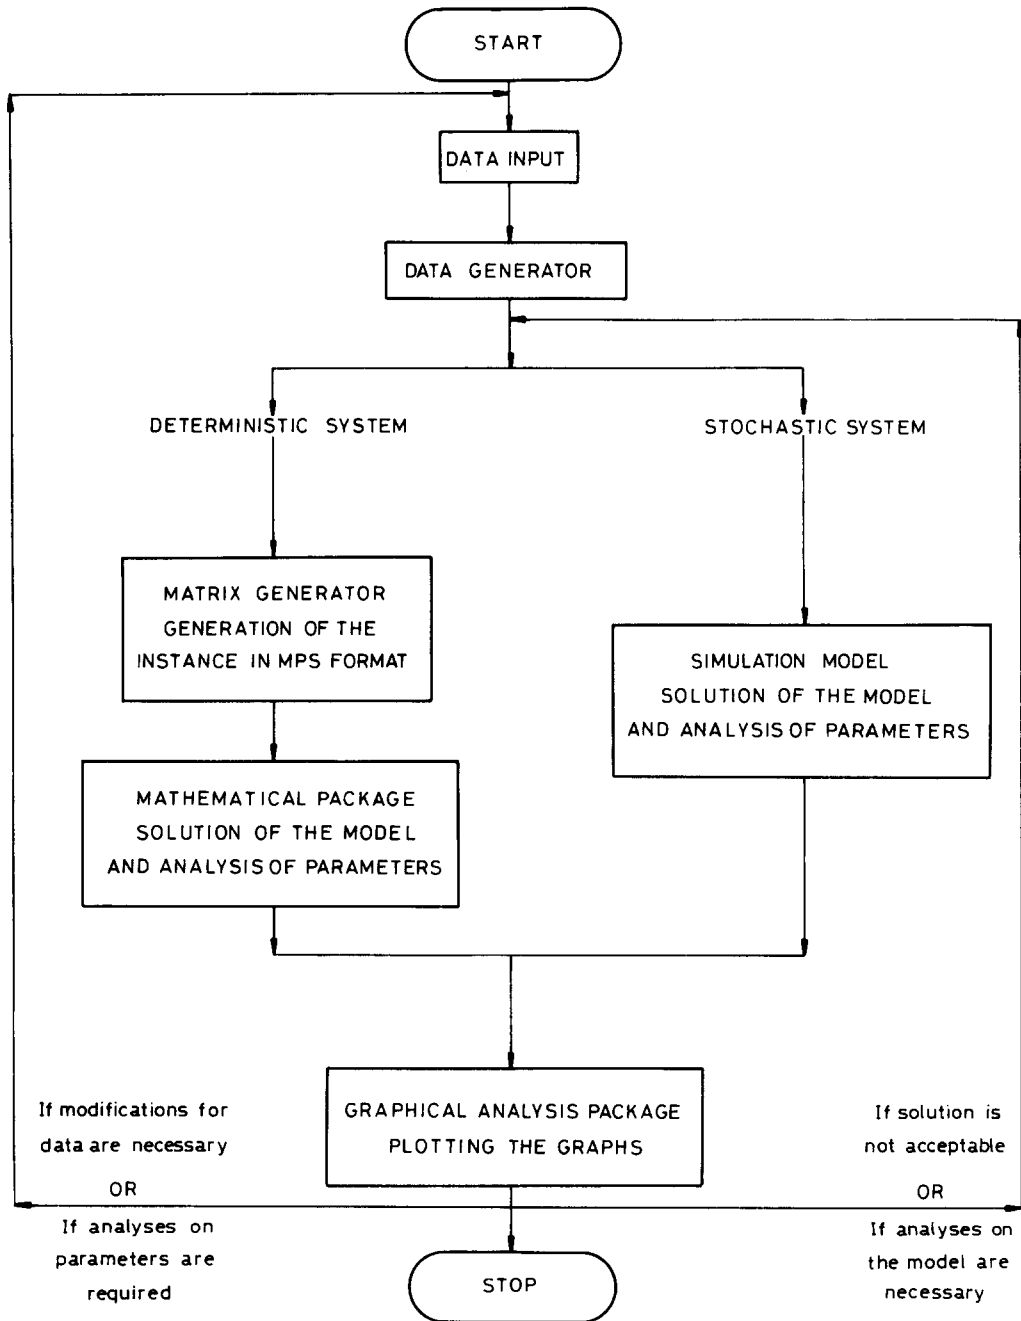 START
DATA INPUT
DATA GENERATOR
DETERMINISTIC SYSTEM
STOCHASTIC SYSTEM
MATRIX GENERATOR
GENERATION OF THE
INSTANCE IN MPS FORMAT
SIMULATION MODEL
SOLUTION OF THE MODEL
AND ANALYSIS OF PARAMETERS
MATHEMATICAL PACKAGE
SOLUTION OF THE MODEL
AND ANALYSIS OF PARAMETERS
GRAPHICAL ANALYSIS PACKAGE
PLOTTING THE GRAPHS
If modifications for
data are necessary
OR
If analyses on
parameters are
required
If solution is
not acceptable
OR
If analyses on
the model are
necessary
STOP